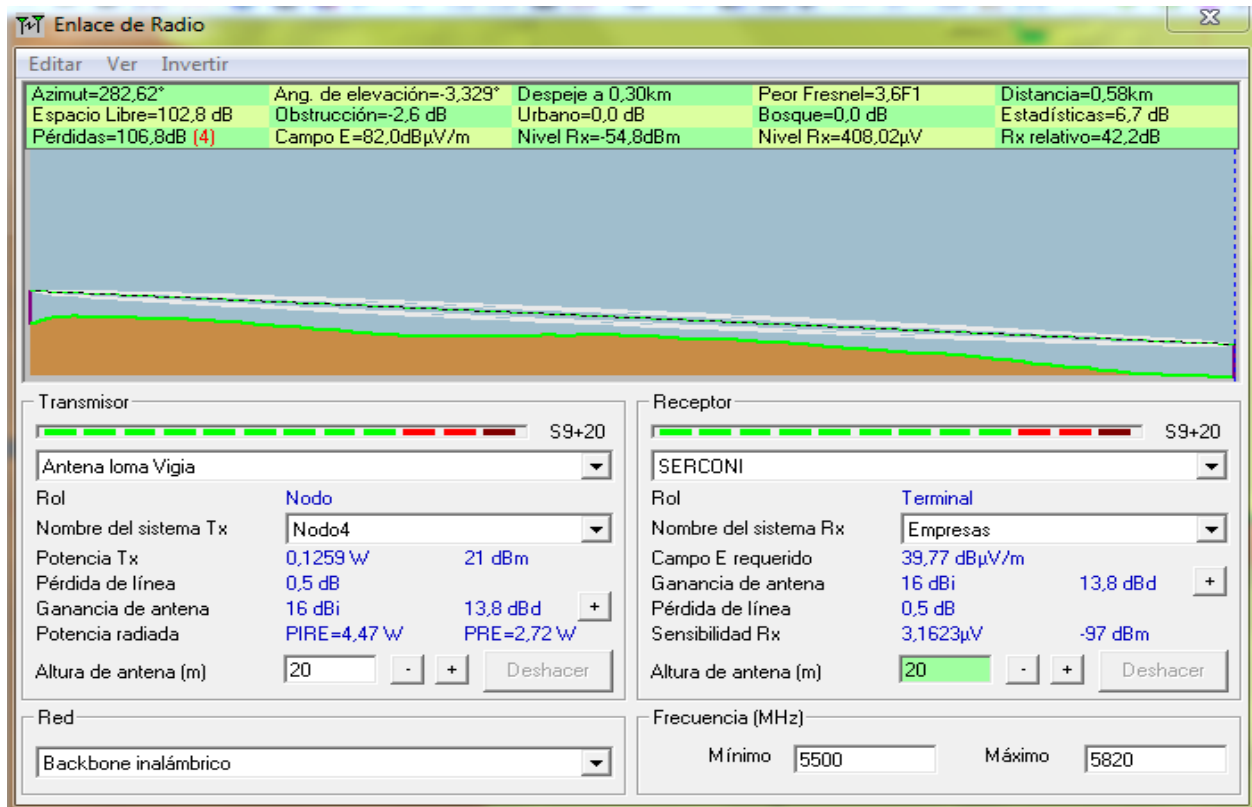 Enlace de Radio
Editar Ver Invertir
Azimut=282,62° Ang. de elevación=-3,329° Despeje a 0,30km Peor Fresnel=3,6F1 Distancia=0,58km
Espacio Libre=102,8 dB Obstrucción=-2,6 dB Urbano=0,0 dB Bosque=0,0 dB Estadísticas=6,7 dB
Pérdidas=106,8dB (4) Campo E=82,0dBµV/m Nivel Rx=-54,8dBm Nivel Rx=408,02µV Rx relativo=42,2dB
Transmisor
S9+20
Antena loma Vigia
Rol Nodo
Nombre del sistema Tx Nodo4
Potencia Tx 0,1259 W 21 dBm
Pérdida de línea 0,5 dB
Ganancia de antena 16 dBi 13,8 dBd +
Potencia radiada PIRE=4,47 W PRE=2,72 W
Altura de antena (m) 20 - + Deshacer
Receptor
S9+20
SERCONI
Rol Terminal
Nombre del sistema Rx Empresas
Campo E requerido 39,77 dBµV/m
Ganancia de antena 16 dBi 13,8 dBd +
Pérdida de línea 0,5 dB
Sensibilidad Rx 3,1623µV -97 dBm
Altura de antena (m) 20 - + Deshacer
Red
Backbone inalámbrico
Frecuencia (MHz)
Mínimo 5500 Máximo 5820